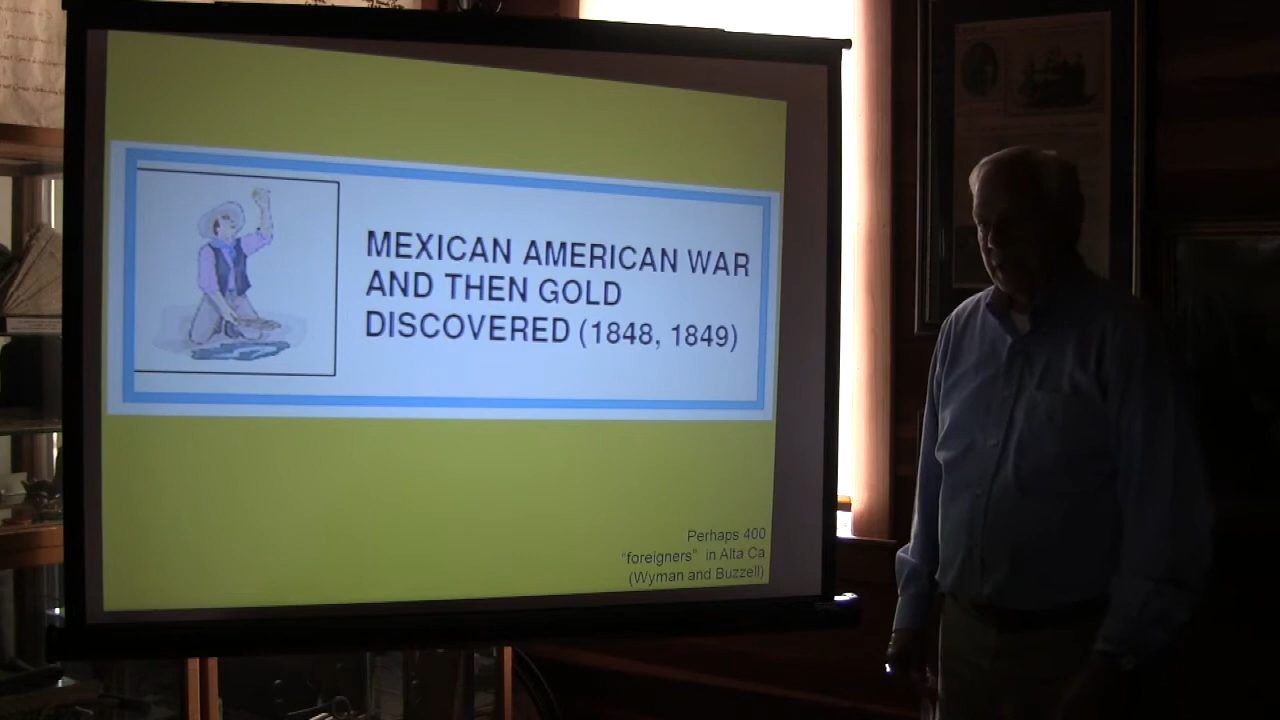 MEXICAN AMERICAN WAR
AND THEN GOLD
DISCOVERED (1848, 1849)
Perhaps 400
"foreigners" in Alta Ca
(Wyman and Buzzell)